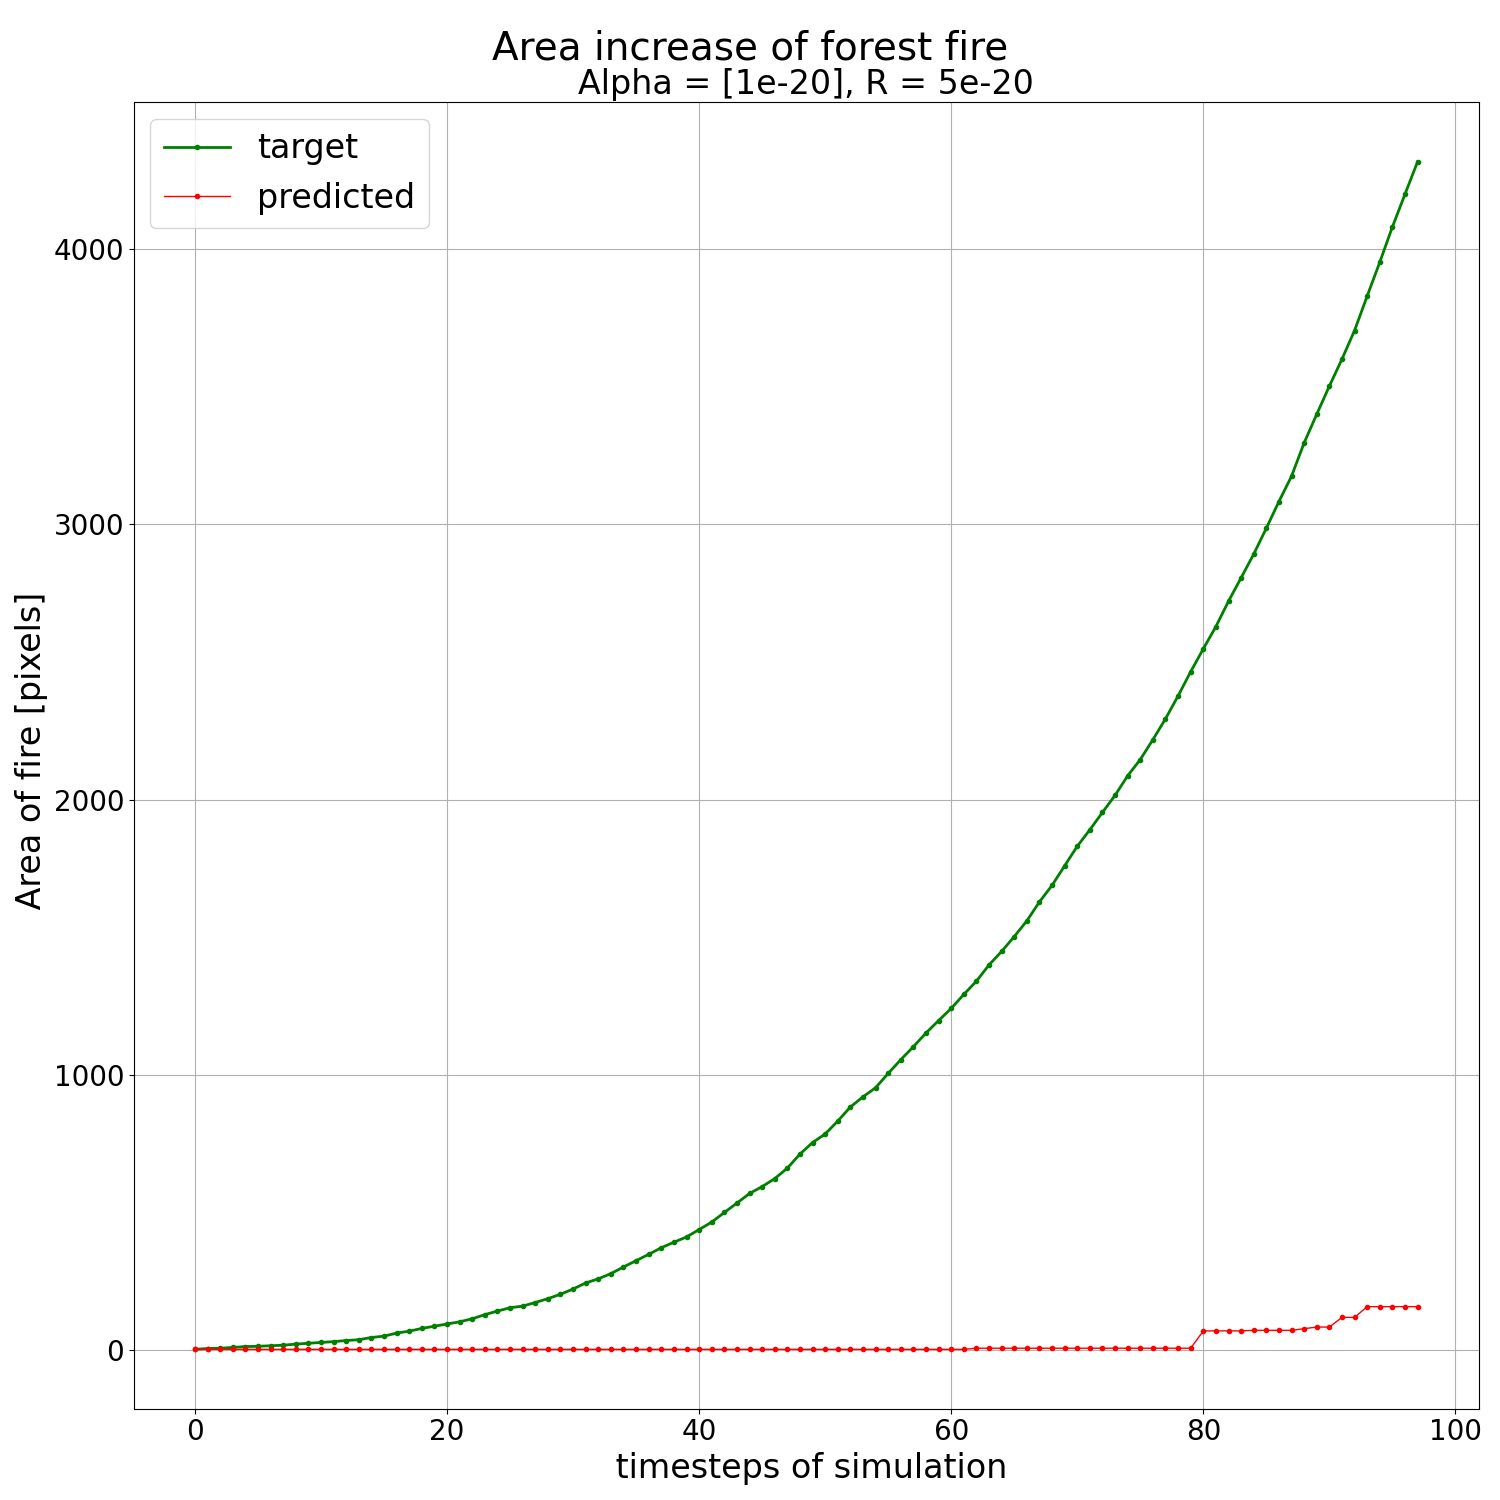 Area increase of forest fire
Alpha = [1e-20], R = 5e-20
target
predicted
Area of fire [pixels]
4000
3000
2000
1000
0
0 20 40 60 80 100
timesteps of simulation